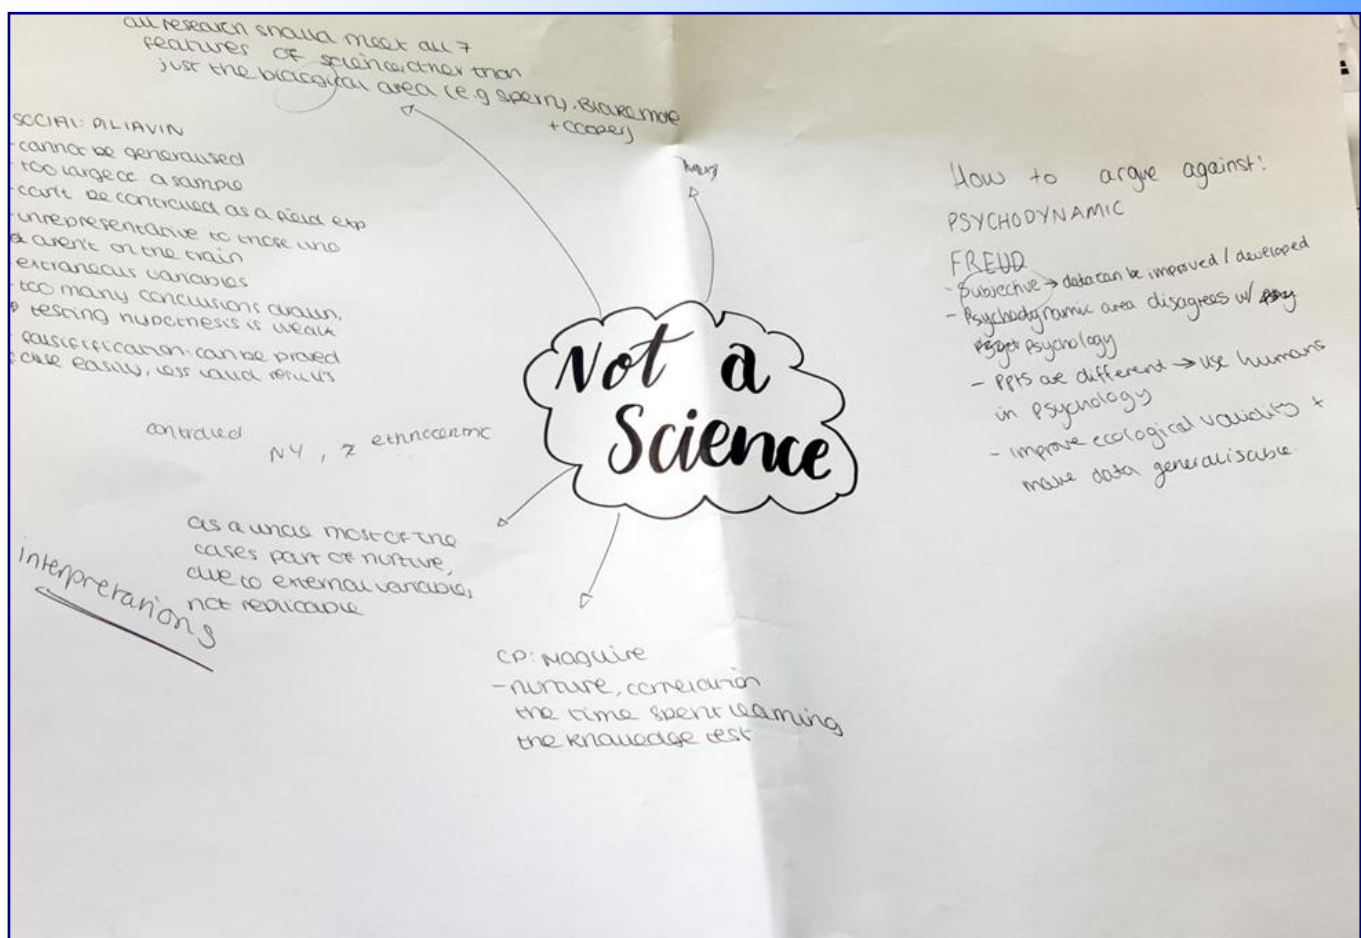 all research should meet all 7
features of science, other than
just the biological area (e.g sperry, Blakemore
+ cooper)
SOCIAL: PILIAVIN
-cannot be generalised
-too large of a sample
-can't be controlled as a field exp
-unrepresentative to those who
aren't on the train
-extraneous variables
-too many conclusions drawn,
testing hypothesis is weak
falsification: can be proved
false easily, less valid results
controlled
NY, 7 ethnocentric
as a whole most of the
cases part of nurture,
due to external variables,
not replicable
interpretations
Not a
Science
CP: Maguire
-nurture, correlation
the time spent learning
the knowledge test
How to argue against:
PSYCHODYNAMIC
FREUD
- Subjective → data can be improved / developed
- Psychodynamic area disagrees w/
psychology
- PPTS are different → use humans
in psychology
- improve ecological validity +
make data generalisable.